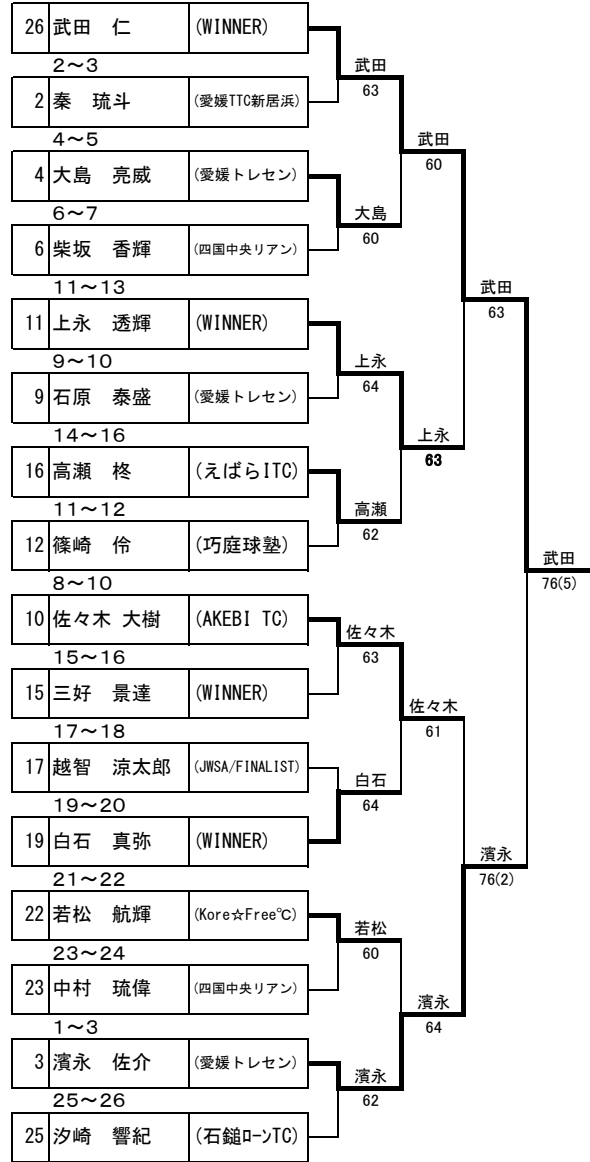 26 武田 仁 (WINNER)
2～3
武田
63
2 秦 琉斗 (愛媛TTC新居浜)
4～5
武田
60
4 大島 亮威 (愛媛トレセン)
6～7
大島
60
6 柴坂 香輝 (四国中央リアン)
11～13
武田
63
11 上永 透輝 (WINNER)
9～10
上永
64
9 石原 泰盛 (愛媛トレセン)
14～16
上永
63
16 高瀬 柊 (えばらITC)
11～12
高瀬
62
12 篠崎 伶 (巧庭球塾)
武田
76(5)
8～10
10 佐々木 大樹 (AKEBI TC)
15～16
佐々木
63
15 三好 景達 (WINNER)
17～18
佐々木
61
17 越智 涼太郎 (JWSA/FINALIST)
19～20
白石
64
19 白石 真弥 (WINNER)
21～22
濱永
76(2)
22 若松 航輝 (Kore☆Free℃)
23～24
若松
60
23 中村 琉偉 (四国中央リアン)
1～3
濱永
64
3 濱永 佐介 (愛媛トレセン)
25～26
濱永
62
25 汐崎 響紀 (石鎚ローンTC)